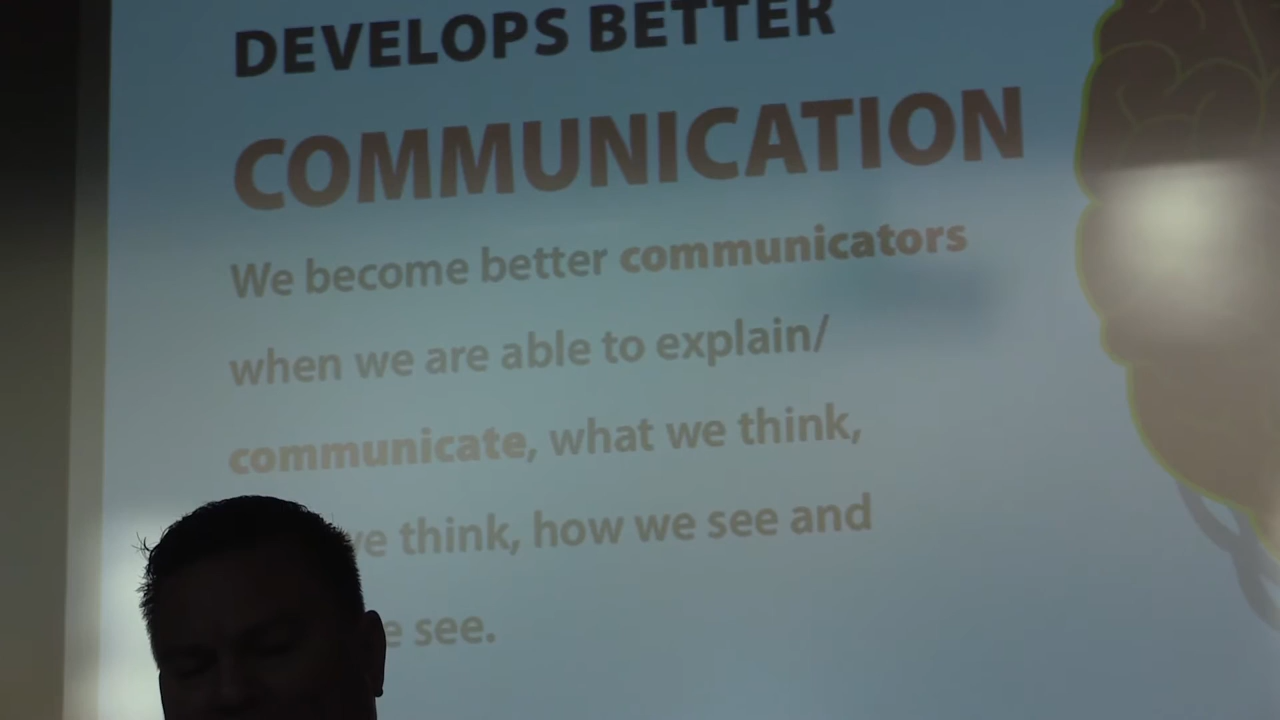 DEVELOPS BETTER
COMMUNICATION
We become better communicators
when we are able to explain/
communicate, what we think,
think, how we see and
see.